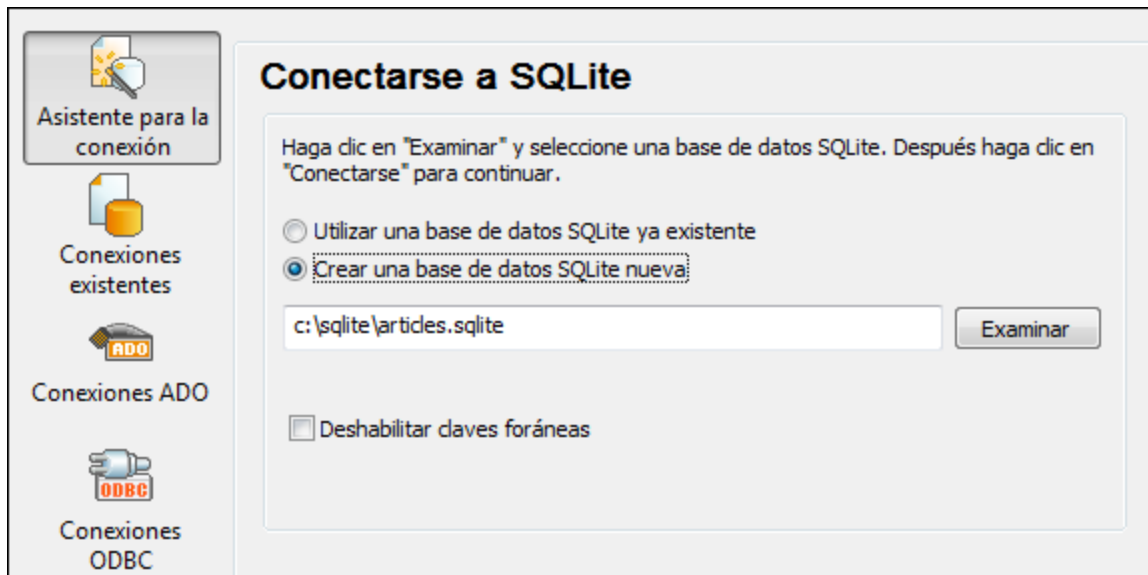 Asistente para la
conexión
Conexiones
existentes
ADO
Conexiones ADO
ODBC
Conexiones
ODBC
Conectarse a SQLite
Haga clic en "Examinar" y seleccione una base de datos SQLite. Después haga clic en
"Conectarse" para continuar.
Utilizar una base de datos SQLite ya existente
Crear una base de datos SQLite nueva
c:\sqlite\articles.sqlite
Examinar
Deshabilitar claves foráneas